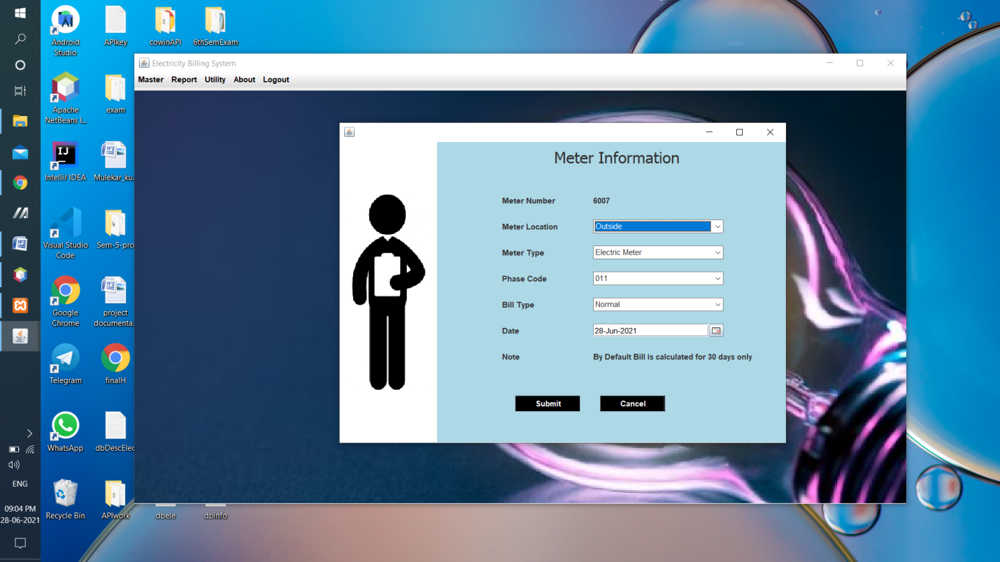 Android
Studio
APIkey
cowinAPI
6thSemExam
Apache
NetBeans I...
exam
IntelliJ IDEA
Mulekar_ku...
Visual Studio
Code
Sem-5-pro
Google
Chrome
project
documenta...
Telegram
finalH
WhatsApp
dbDescElec
Recycle Bin
APIwork
dbele
dbinfo
ENG
09:04 PM
28-06-2021
Electricity Billing System
Master Report Utility About Logout
Meter Information
Meter Number 6007
Meter Location Outside
Meter Type Electric Meter
Phase Code 011
Bill Type Normal
Date 28-Jun-2021
Note By Default Bill is calculated for 30 days only
Submit Cancel